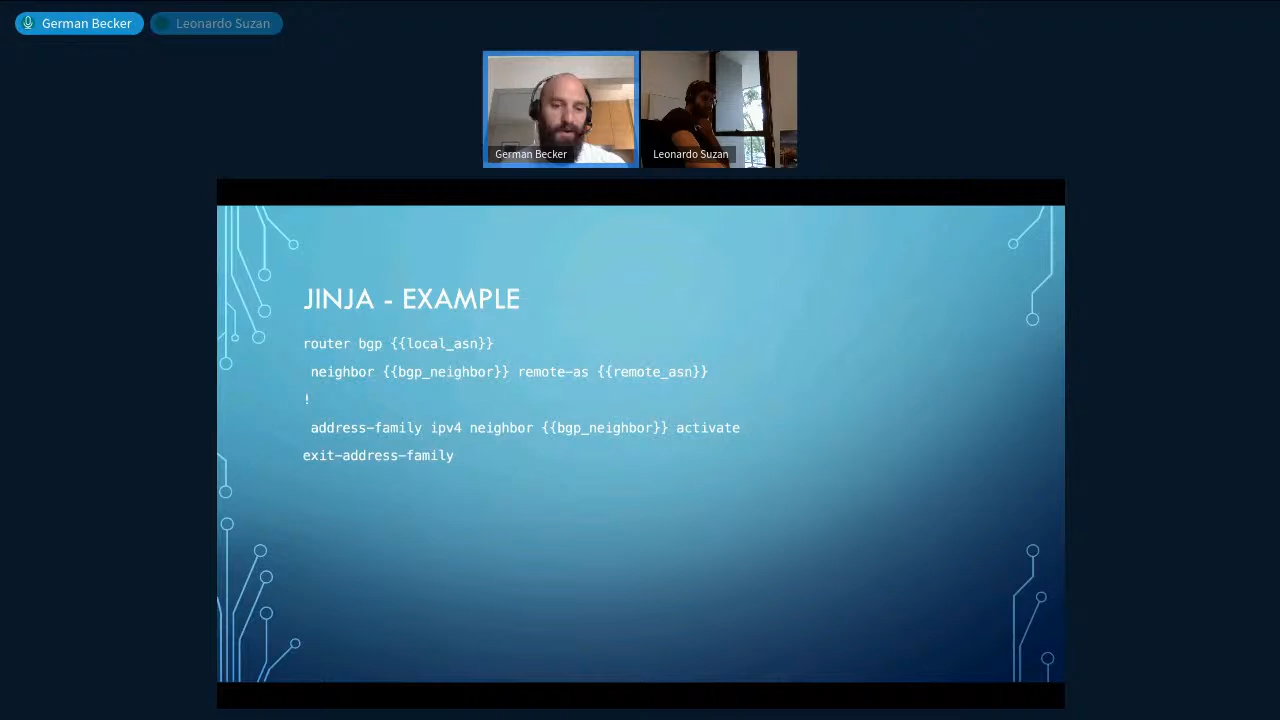 German Becker
Leonardo Suzan
German Becker
Leonardo Suzan
JINJA - EXAMPLE
router bgp {{local_asn}}
neighbor {{bgp_neighbor}} remote-as {{remote_asn}}
!
address-family ipv4 neighbor {{bgp_neighbor}} activate
exit-address-family